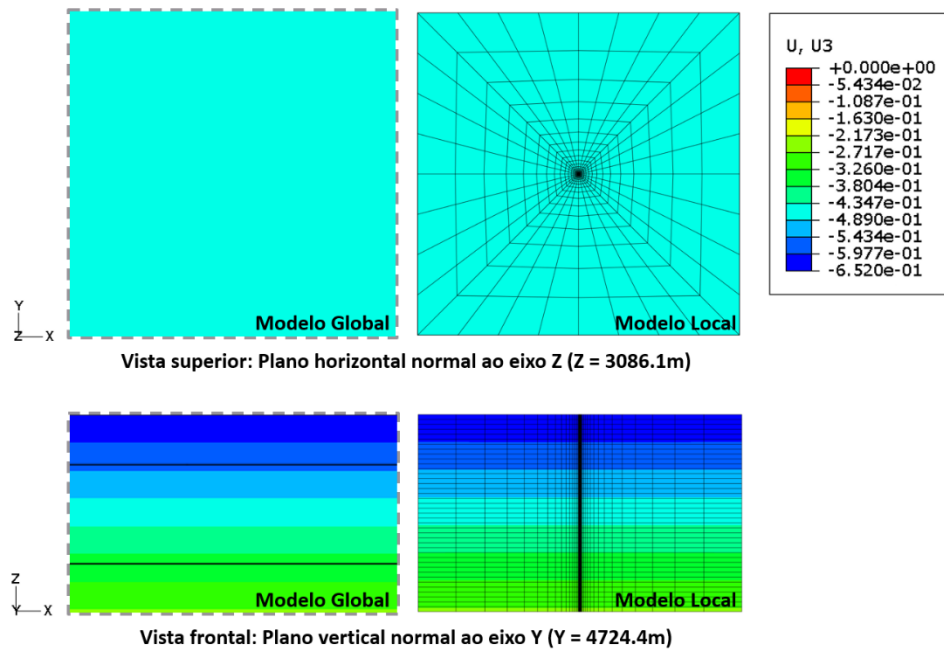 U, U3
+0.000e+00
-5.434e-02
-1.087e-01
-1.630e-01
-2.173e-01
-2.717e-01
-3.260e-01
-3.804e-01
-4.347e-01
-4.890e-01
-5.434e-01
-5.977e-01
-6.520e-01
Y
Z X
Modelo Global
Modelo Local
Vista superior: Plano horizontal normal ao eixo Z (Z = 3086.1m)
Z
Y X
Modelo Global
Modelo Local
Vista frontal: Plano vertical normal ao eixo Y (Y = 4724.4m)